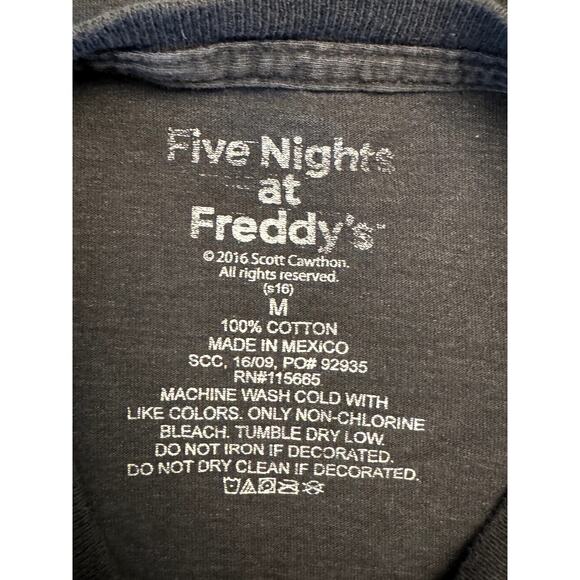 Five Nights
at
Freddy's™
© 2016 Scott Cawthon.
All rights reserved.
(s16)
M
100% COTTON
MADE IN MEXICO
SCC, 16/09, PO# 92935
RN#115665
MACHINE WASH COLD WITH
LIKE COLORS. ONLY NON-CHLORINE
BLEACH. TUMBLE DRY LOW.
DO NOT IRON IF DECORATED.
DO NOT DRY CLEAN IF DECORATED.